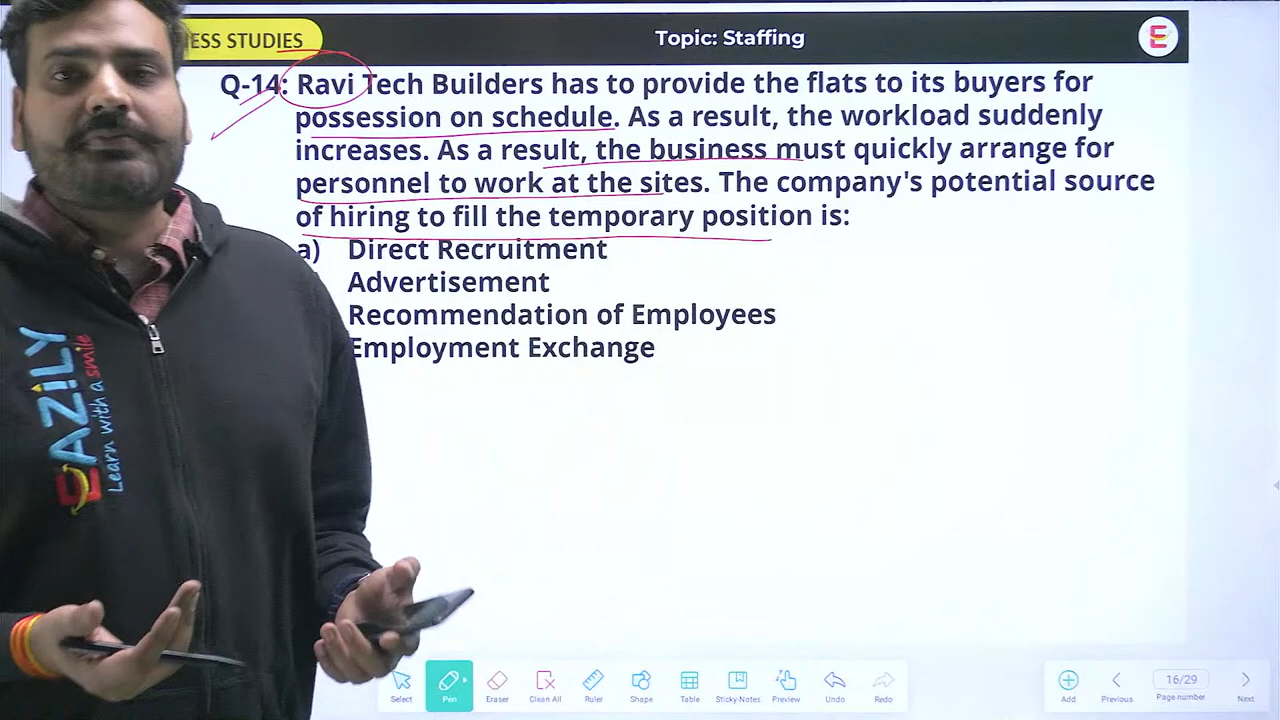 ESS STUDIES
Topic: Staffing
E
Q-14: Ravi Tech Builders has to provide the flats to its buyers for
possession on schedule. As a result, the workload suddenly
increases. As a result, the business must quickly arrange for
personnel to work at the sites. The company's potential source
of hiring to fill the temporary position is:
a) Direct Recruitment
Advertisement
Recommendation of Employees
Employment Exchange
EAZILY
Learn with a smile
Select
Pen
Eraser
Clean All
Ruler
Shape
Table
Sticky Notes
Preview
Undo
Redo
Add
Previous
16/29
Page number
Next